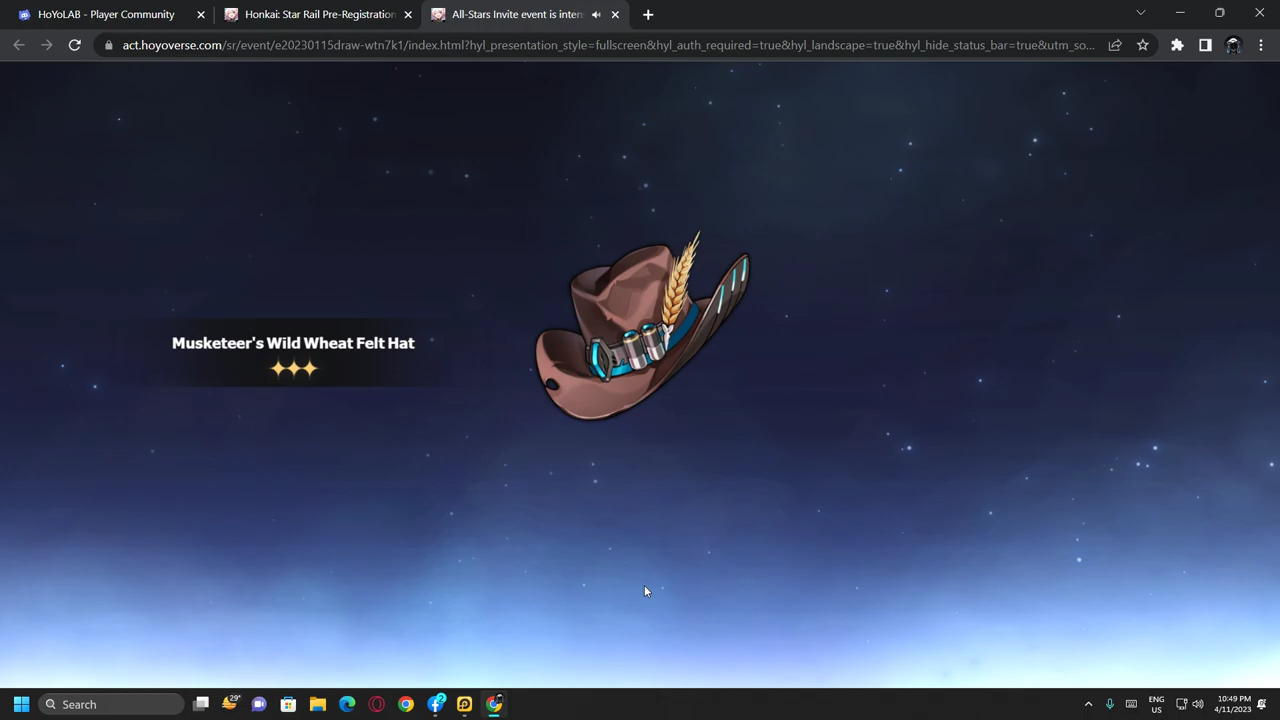 HoYoLAB - Player Community
Honkai: Star Rail Pre-Registration
All-Stars Invite event is inten
act.hoyoverse.com/sr/event/e20230115draw-wtn7k1/index.html?hyl_presentation_style=fullscreen&hyl_auth_required=true&hyl_landscape=true&hyl_hide_status_bar=true&utm_so...
Musketeer's Wild Wheat Felt Hat
29°
2
Search
ENG
US
10:49 PM
4/11/2023